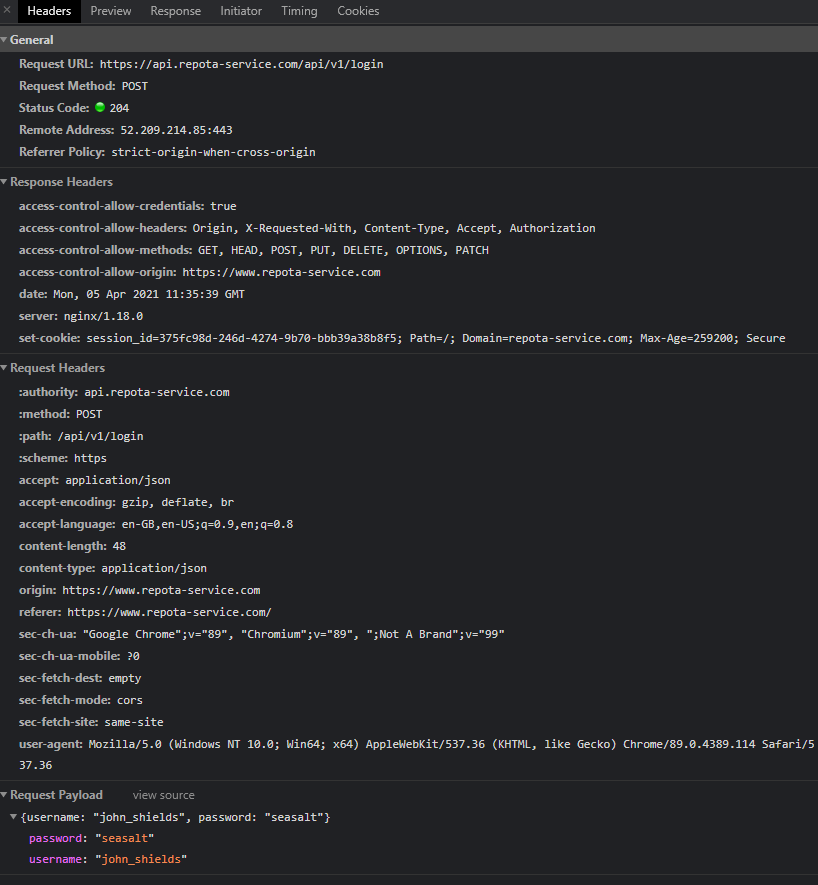 Headers Preview Response Initiator Timing Cookies
General
Request URL: https://api.repota-service.com/api/v1/login
Request Method: POST
Status Code: 204
Remote Address: 52.209.214.85:443
Referrer Policy: strict-origin-when-cross-origin
Response Headers
access-control-allow-credentials: true
access-control-allow-headers: Origin, X-Requested-With, Content-Type, Accept, Authorization
access-control-allow-methods: GET, HEAD, POST, PUT, DELETE, OPTIONS, PATCH
access-control-allow-origin: https://www.repota-service.com
date: Mon, 05 Apr 2021 11:35:39 GMT
server: nginx/1.18.0
set-cookie: session_id=375fc98d-246d-4274-9b70-bbb39a38b8f5; Path=/; Domain=repota-service.com; Max-Age=259200; Secure
Request Headers
:authority: api.repota-service.com
:method: POST
:path: /api/v1/login
:scheme: https
accept: application/json
accept-encoding: gzip, deflate, br
accept-language: en-GB,en-US;q=0.9,en;q=0.8
content-length: 48
content-type: application/json
origin: https://www.repota-service.com
referer: https://www.repota-service.com/
sec-ch-ua: "Google Chrome";v="89", "Chromium";v="89", ";Not A Brand";v="99"
sec-ch-ua-mobile: ?0
sec-fetch-dest: empty
sec-fetch-mode: cors
sec-fetch-site: same-site
user-agent: Mozilla/5.0 (Windows NT 10.0; Win64; x64) AppleWebKit/537.36 (KHTML, like Gecko) Chrome/89.0.4389.114 Safari/5
37.36
Request Payload view source
{username: "john_shields", password: "seasalt"}
password: "seasalt"
username: "john_shields"